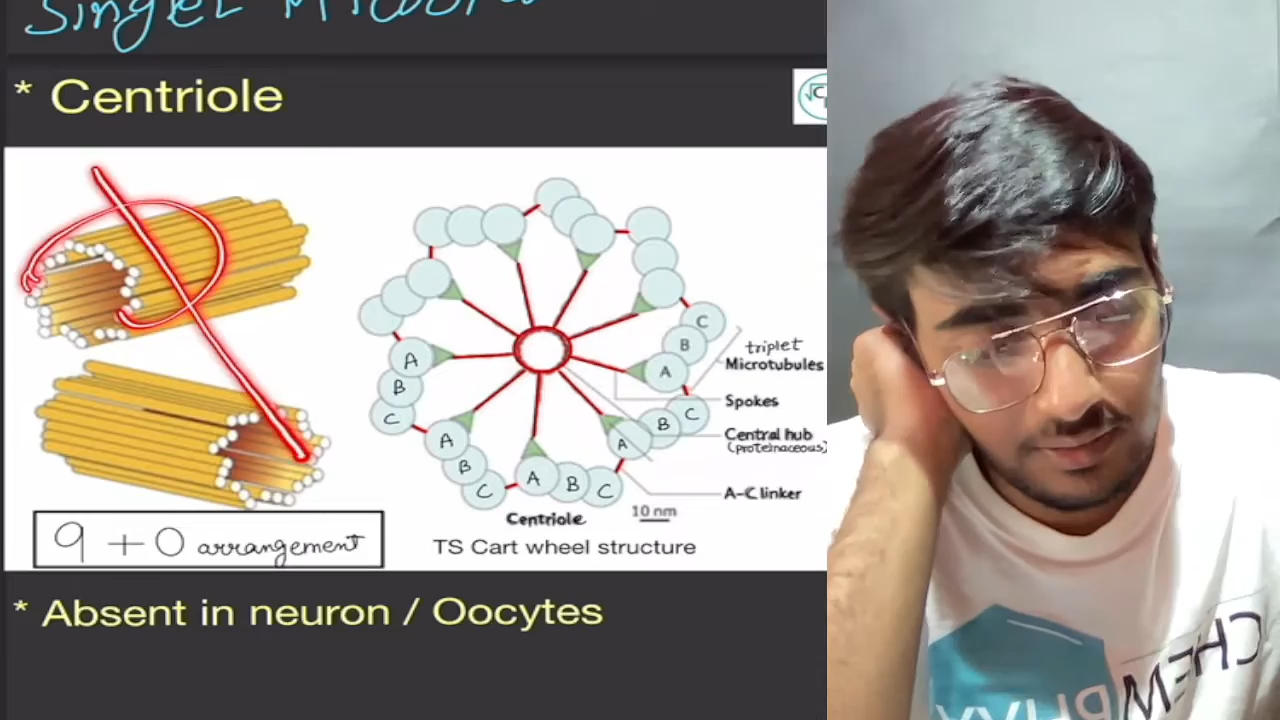 Singlet
* Centriole
A
B
C
A
B
C
A
B
C
C
B
A
C
B
A
A
B
C
triplet
Microtubules
Spokes
Central hub
(proteinaceous)
A-C linker
Centriole
10 nm
TS Cart wheel structure
9 + 0 arrangement
* Absent in neuron / Oocytes